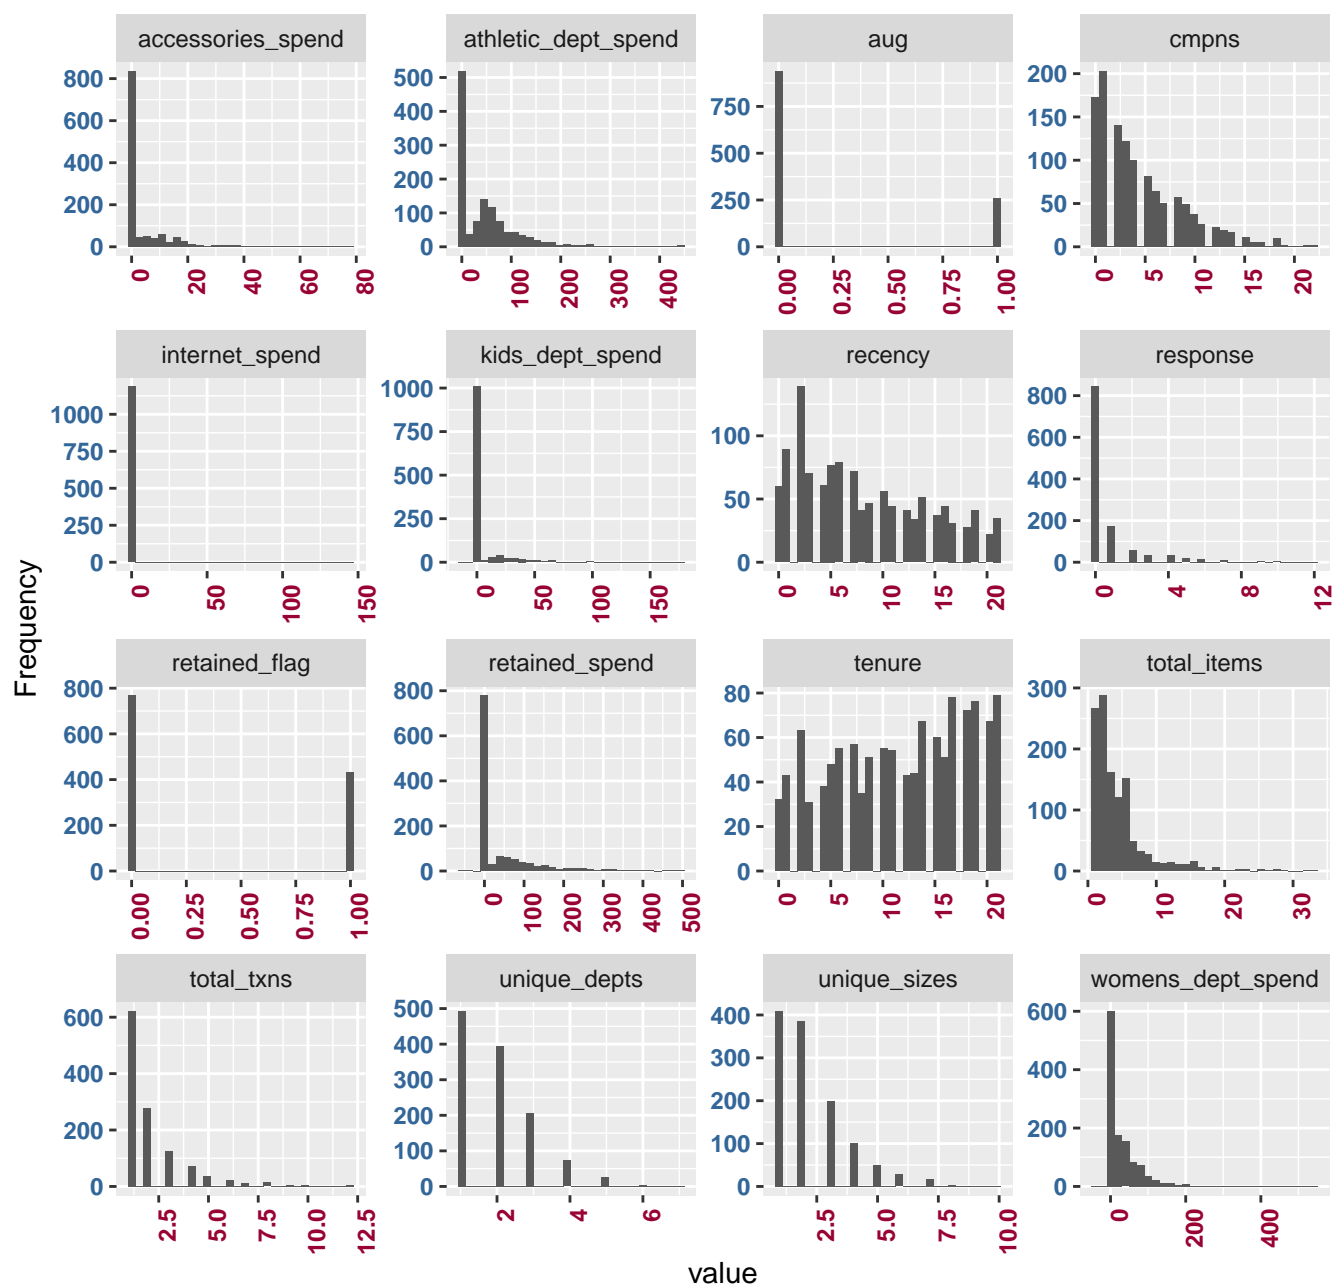 accessories_spend athletic_dept_spend aug cmpns
800 600 400 200 0
500 400 300 200 100 0
750 500 250 0
200 150 100 50 0
0 20 40 60 80
0 100 200 300 400
0.00 0.25 0.50 0.75 1.00
0 5 10 15 20
internet_spend kids_dept_spend recency response
1000 750 500 250 0
1000 750 500 250 0
100 50 0
800 600 400 200 0
0 50 100 150
0 50 100 150
0 5 10 15 20
0 4 8 12
Frequency
retained_flag retained_spend tenure total_items
800 600 400 200 0
800 600 400 200 0
80 60 40 20 0
300 200 100 0
0.00 0.25 0.50 0.75 1.00
0 100 200 300 400 500
0 5 10 15 20
0 10 20 30
total_txns unique_depts unique_sizes womens_dept_spend
600 400 200 0
500 400 300 200 100 0
400 300 200 100 0
600 400 200 0
2.5 5.0 7.5 10.0 12.5
2 4 6
2.5 5.0 7.5 10.0
0 200 400
value